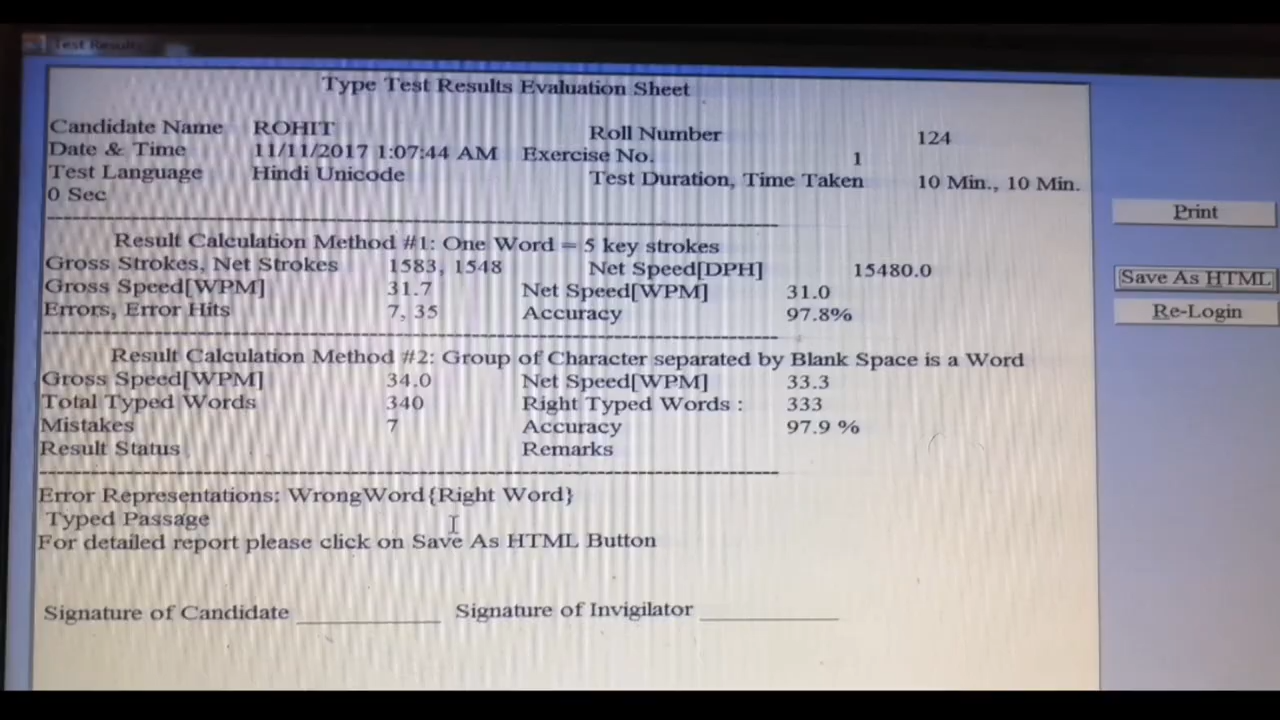 Test Results
Type Test Results Evaluation Sheet
Candidate Name ROHIT Roll Number 124
Date & Time 11/11/2017 1:07:44 AM Exercise No. 1
Test Language Hindi Unicode Test Duration, Time Taken 10 Min., 10 Min.
0 Sec
Print
Result Calculation Method #1: One Word = 5 key strokes
Gross Strokes, Net Strokes 1583, 1548 Net Speed[DPH] 15480.0
Save As HTML
Gross Speed[WPM] 31.7 Net Speed[WPM] 31.0
Errors, Error Hits 7, 35 Accuracy 97.8%
Re-Login
Result Calculation Method #2: Group of Character separated by Blank Space is a Word
Gross Speed[WPM] 34.0 Net Speed[WPM] 33.3
Total Typed Words 340 Right Typed Words : 333
Mistakes 7 Accuracy 97.9 %
Result Status Remarks
Error Representations: WrongWord{Right Word}
Typed Passage
For detailed report please click on Save As HTML Button
Signature of Candidate Signature of Invigilator